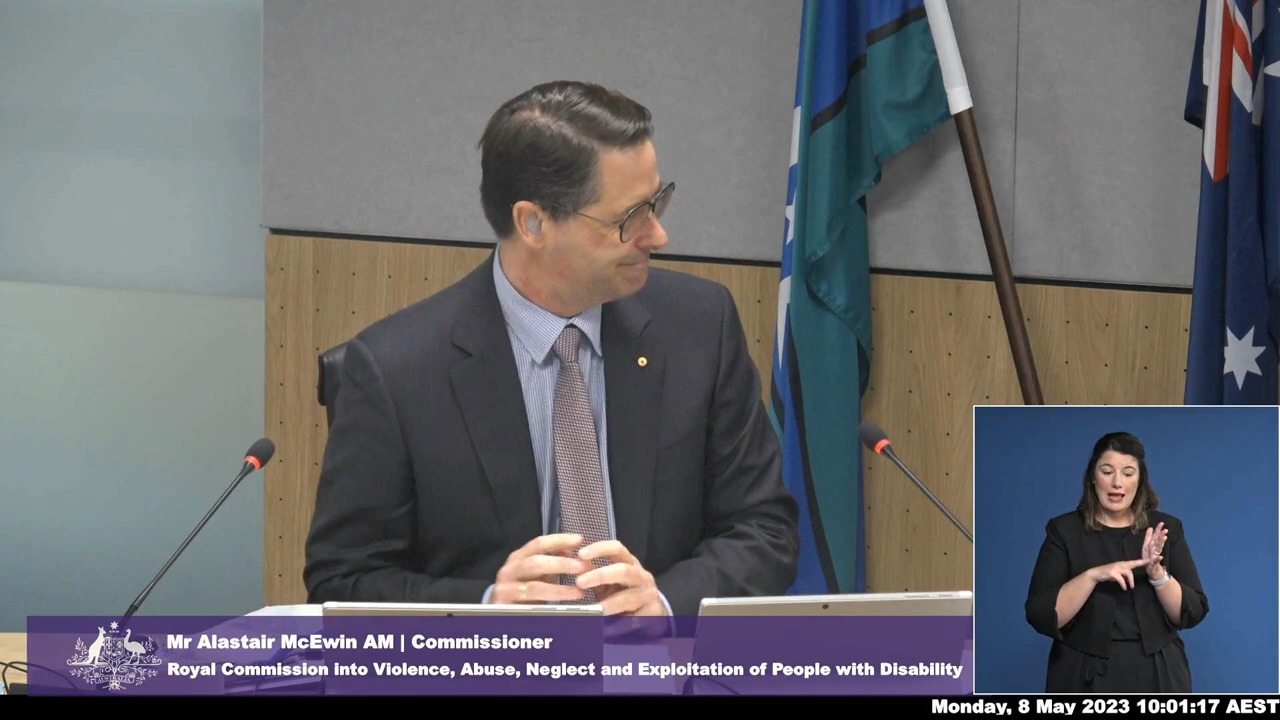 Mr Alastair McEwin AM | Commissioner
Royal Commission into Violence, Abuse, Neglect and Exploitation of People with Disability
Monday, 8 May 2023 10:01:17 AEST